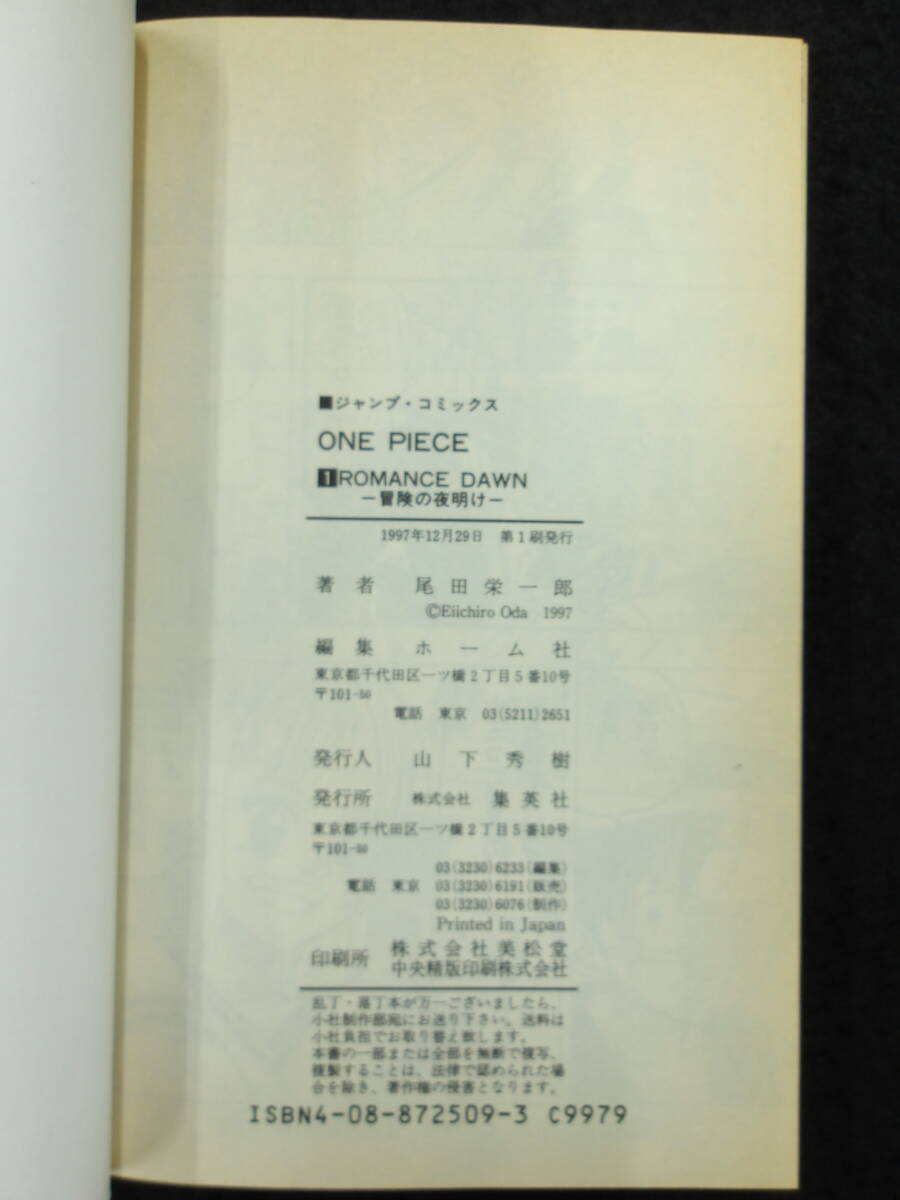 ■ジャンプ・コミックス
ONE PIECE
1 ROMANCE DAWN
―冒険の夜明け―
1997年12月29日 第1刷発行
著者 尾田栄一郎
©Eiichiro Oda 1997
編集 ホーム社
東京都千代田区一ツ橋2丁目5番10号
〒101-50
電話 東京 03(5211)2651
発行人 山下秀樹
発行所 株式会社 集英社
東京都千代田区一ツ橋2丁目5番10号
〒101-50
03(3230)6233(編集)
電話 東京 03(3230)6191(販売)
03(3230)6076(制作)
Printed in Japan
印刷所 株式会社美松堂
中央精版印刷株式会社
乱丁・落丁本が万一ございましたら、
小社制作部宛にお送り下さい。送料は
小社負担でお取り替え致します。
本書の一部または全部を無断で複写、
複製することは、法律で認められた場
合を除き、著作権の侵害となります。
ISBN4-08-872509-3 C9979